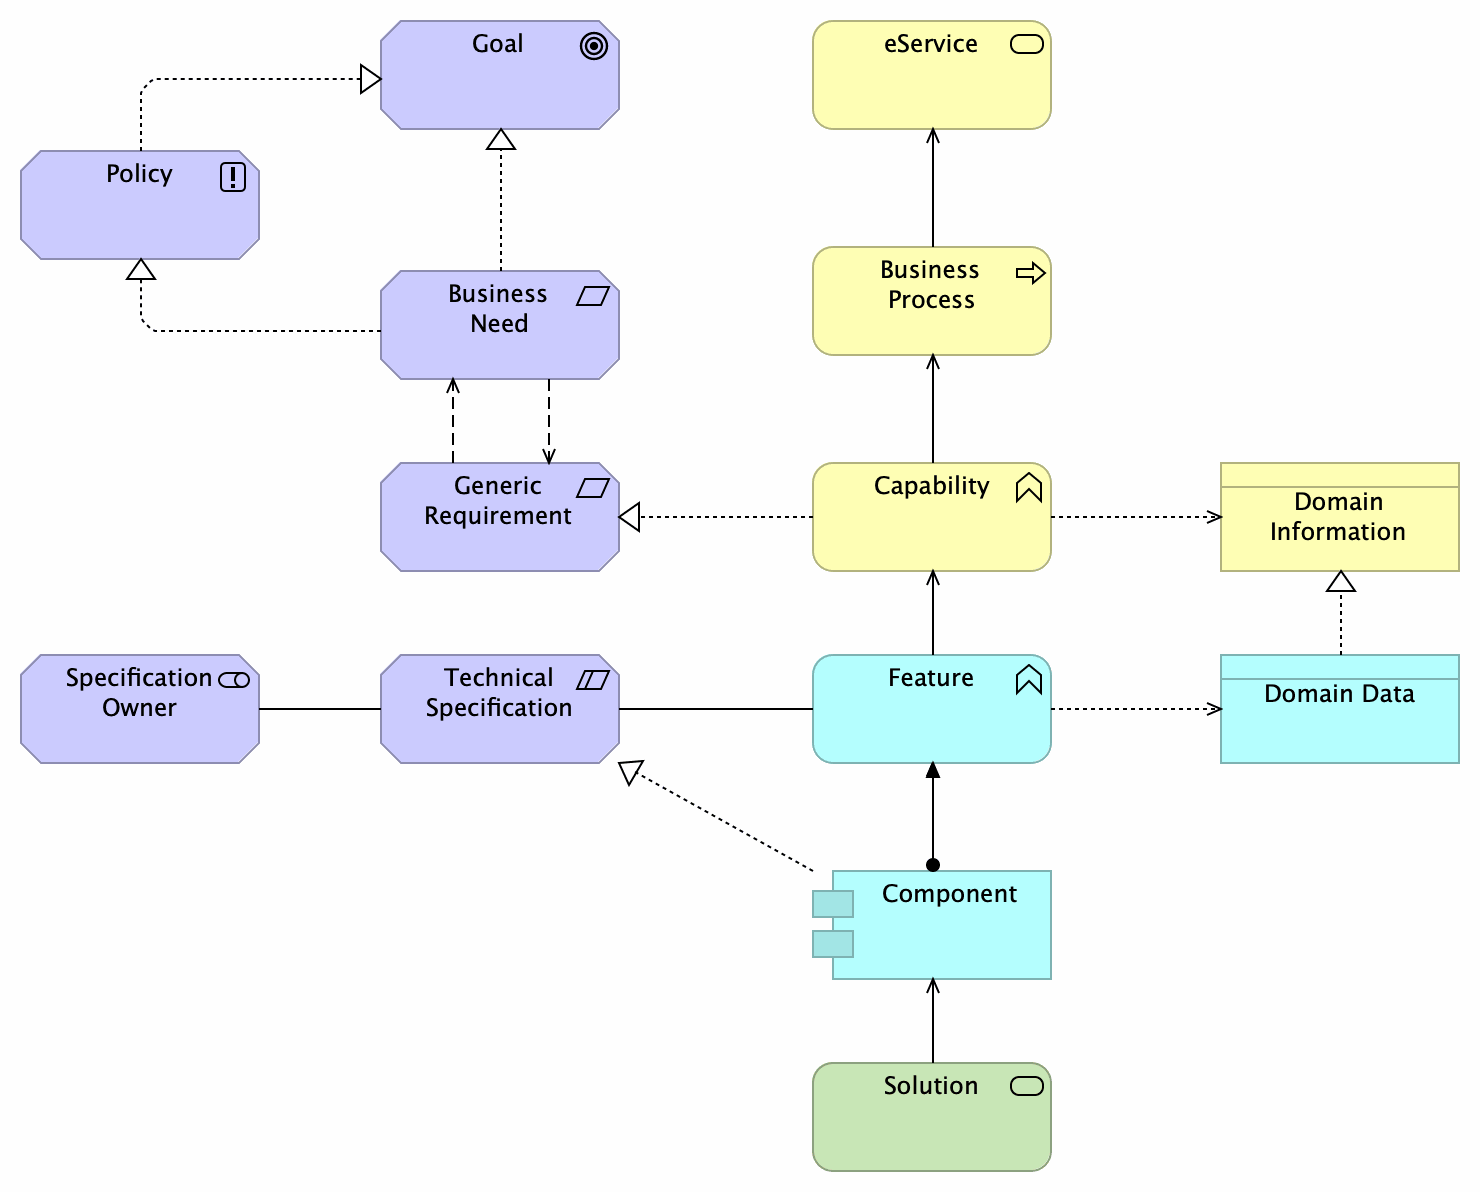 Goal
eService
Policy
Business
Need
Business
Process
Generic
Requirement
Capability
Domain
Information
Specification
Owner
Technical
Specification
Feature
Domain Data
Component
Solution